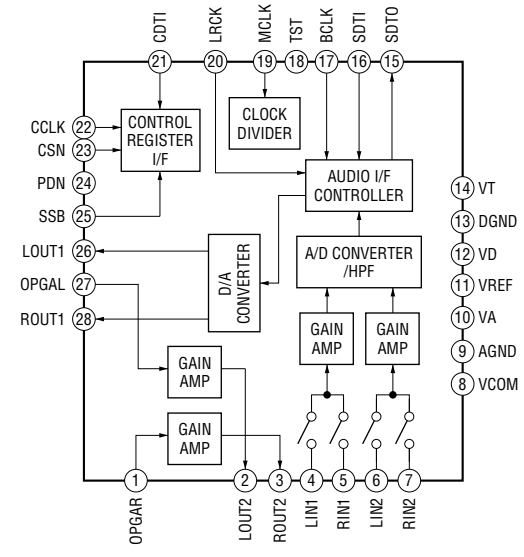 CDTI
LRCK
MCLK
TST
BCLK
SDTI
SDTO
21
20
19
18
17
16
15
CCLK 22
CSN 23
PDN 24
SSB 25
LOUT1 26
OPGAL 27
ROUT1 28
CONTROL
REGISTER
I/F
CLOCK
DIVIDER
AUDIO I/F
CONTROLLER
D/A
CONVERTER
A/D CONVERTER
/HPF
GAIN
AMP
GAIN
AMP
GAIN
AMP
GAIN
AMP
14 VT
13 DGND
12 VD
11 VREF
10 VA
9 AGND
8 VCOM
1
2
3
4
5
6
7
OPGAR
LOUT2
ROUT2
LIN1
RIN1
LIN2
RIN2